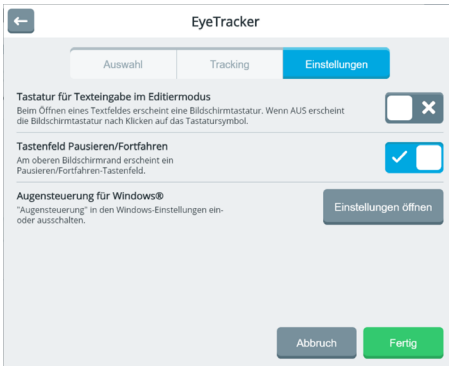 EyeTracker
Auswahl
Tracking
Einstellungen
Tastatur für Texteingabe im Editiermodus
Beim Öffnen eines Textfeldes erscheint eine Bildschirmtastatur. Wenn AUS erscheint
die Bildschirmtastatur nach Klicken auf das Tastatursymbol.
Tastenfeld Pausieren/Fortfahren
Am oberen Bildschirmrand erscheint ein
Pausieren/Fortfahren-Tastenfeld.
Augensteuerung für Windows®
"Augensteuerung" in den Windows-Einstellungen ein-
oder ausschalten.
Einstellungen öffnen
Abbruch
Fertig